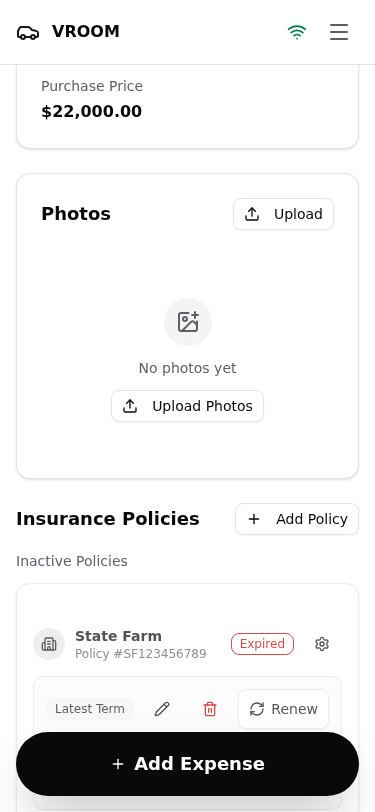 VROOM
Purchase Price
$22,000.00
Photos
Upload
No photos yet
Upload Photos
Insurance Policies
Add Policy
Inactive Policies
State Farm
Expired
Policy #SF123456789
Latest Term
Renew
Add Expense